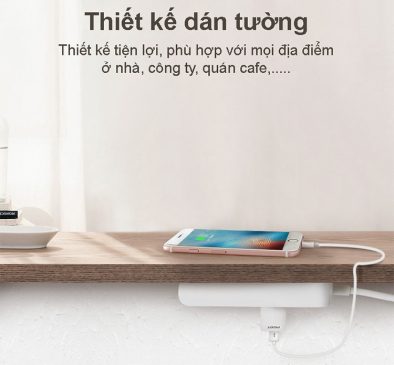 Thiết kế dán tường
Thiết kế tiện lợi, phù hợp với mọi địa điểm
ở nhà, công ty, quán cafe,.....